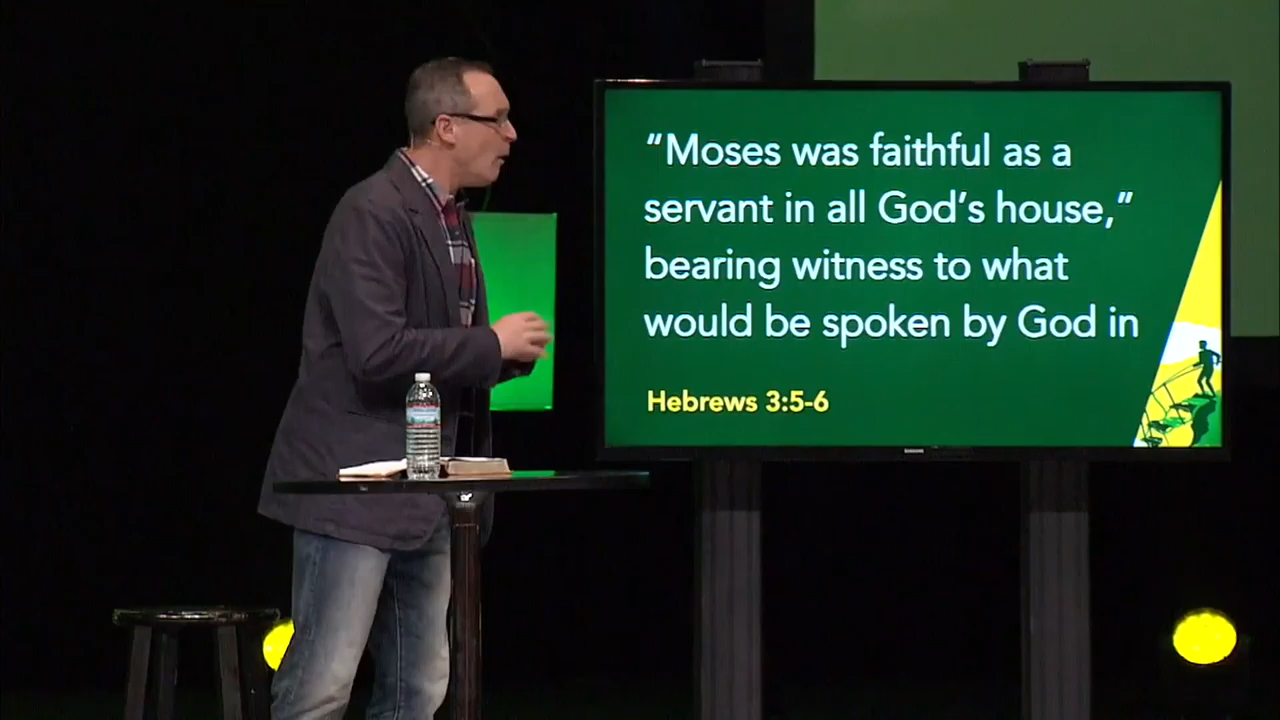 “Moses was faithful as a
servant in all God’s house,”
bearing witness to what
would be spoken by God in
Hebrews 3:5-6